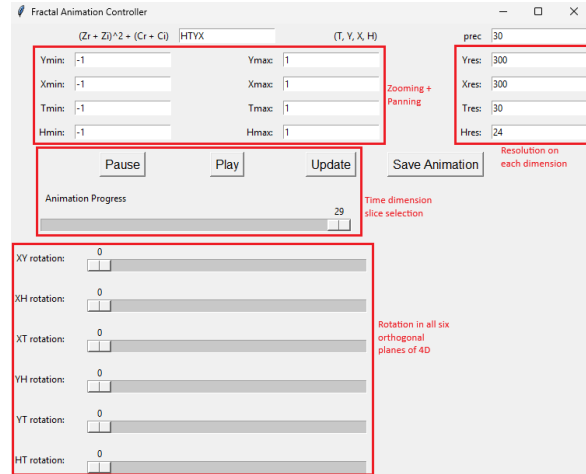 Fractal Animation Controller
(Zr + Zi)^2 + (Cr + Ci) HTYX (T, Y, X, H) prec 30
Ymin: -1 Ymax: 1 Yres: 300
Xmin: -1 Xmax: 1 Xres: 300
Zooming +
Panning
Tmin: -1 Tmax: 1 Tres: 30
Hmin: -1 Hmax: 1 Hres: 24
Resolution on
each dimension
Pause Play Update Save Animation
Animation Progress
Time dimension
slice selection
29
XY rotation: 0
XH rotation: 0
XT rotation: 0
Rotation in all six
orthogonal
planes of 4D
YH rotation: 0
YT rotation: 0
HT rotation: 0